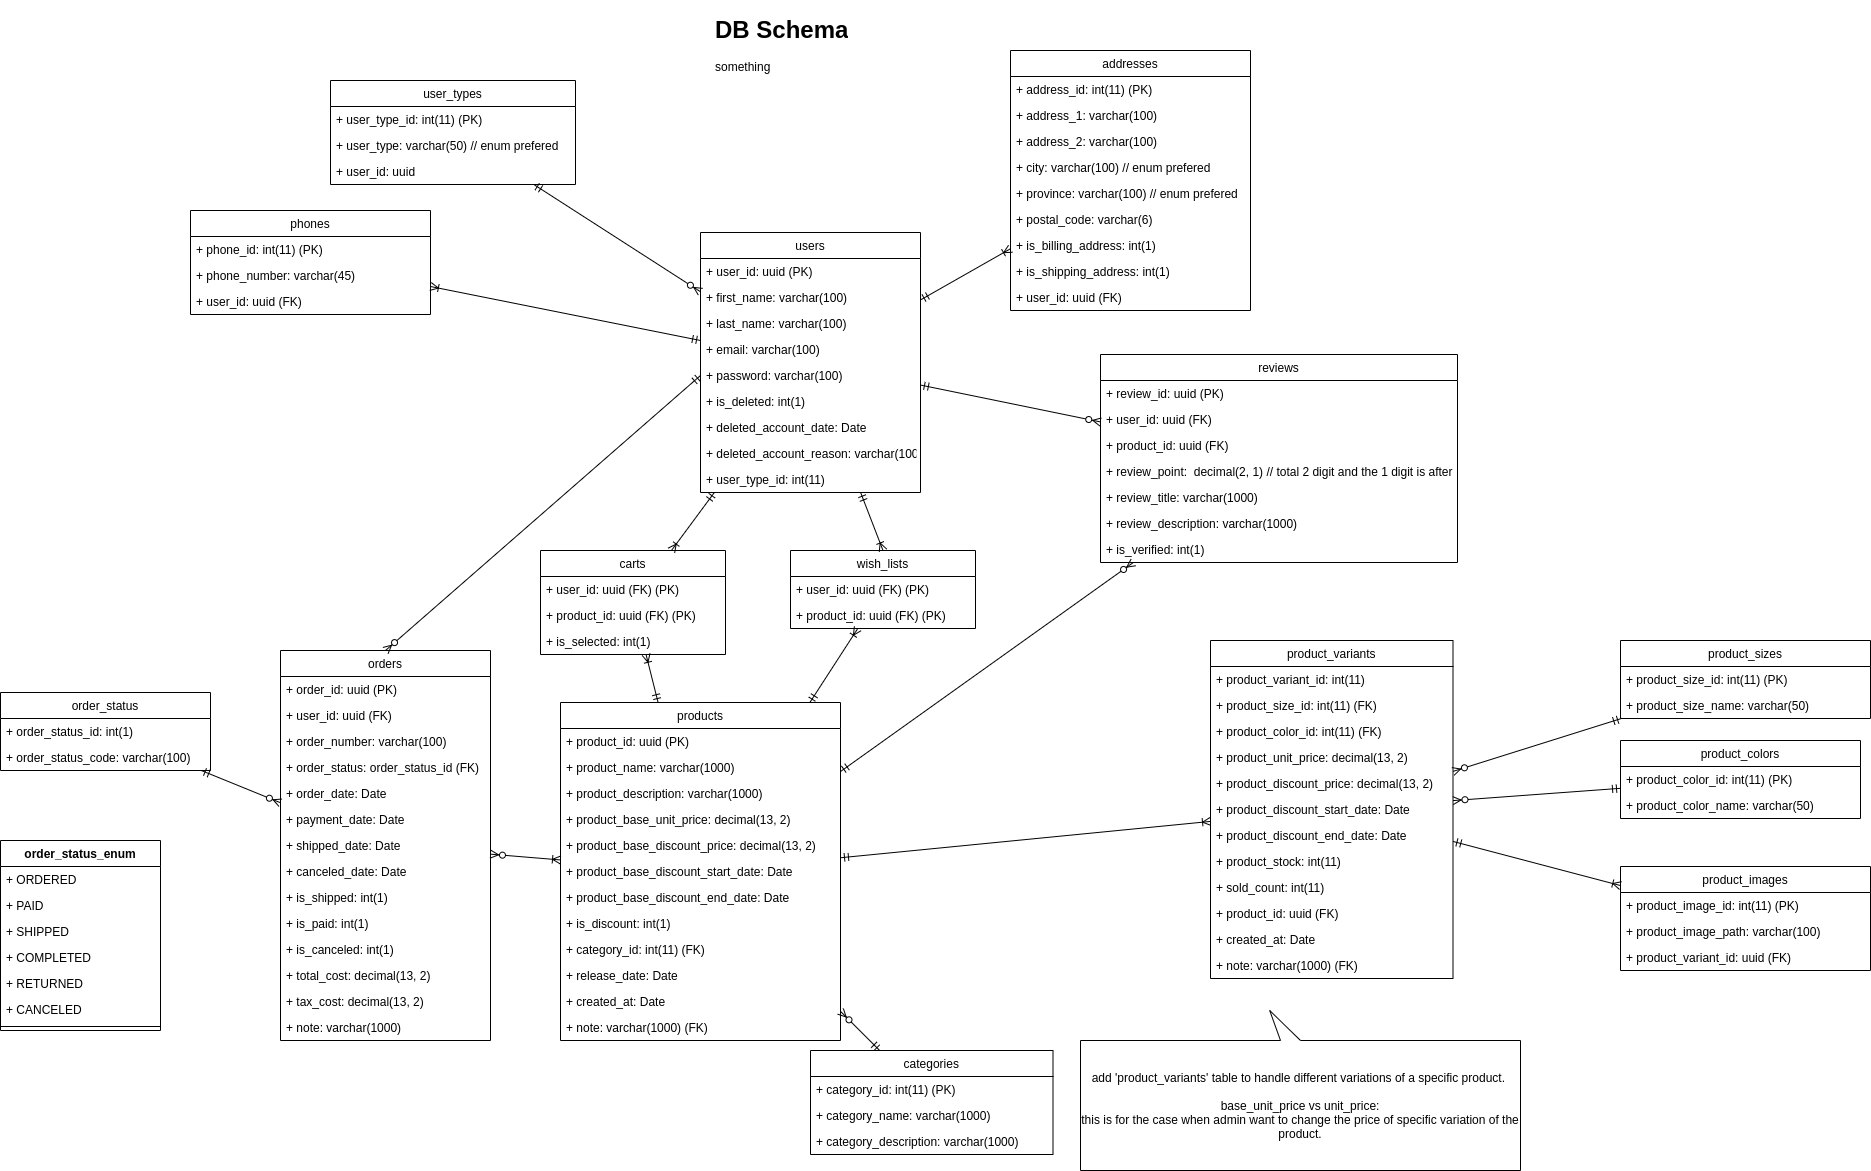 DB Schema
something
user_types
+ user_type_id: int(11) (PK)
+ user_type: varchar(50) // enum prefered
+ user_id: uuid
phones
+ phone_id: int(11) (PK)
+ phone_number: varchar(45)
+ user_id: uuid (FK)
users
+ user_id: uuid (PK)
+ first_name: varchar(100)
+ last_name: varchar(100)
+ email: varchar(100)
+ password: varchar(100)
+ is_deleted: int(1)
+ deleted_account_date: Date
+ deleted_account_reason: varchar(100
+ user_type_id: int(11)
addresses
+ address_id: int(11) (PK)
+ address_1: varchar(100)
+ address_2: varchar(100)
+ city: varchar(100) // enum prefered
+ province: varchar(100) // enum prefered
+ postal_code: varchar(6)
+ is_billing_address: int(1)
+ is_shipping_address: int(1)
+ user_id: uuid (FK)
reviews
+ review_id: uuid (PK)
+ user_id: uuid (FK)
+ product_id: uuid (FK)
+ review_point:  decimal(2, 1) // total 2 digit and the 1 digit is after
+ review_title: varchar(1000)
+ review_description: varchar(1000)
+ is_verified: int(1)
carts
+ user_id: uuid (FK) (PK)
+ product_id: uuid (FK) (PK)
+ is_selected: int(1)
wish_lists
+ user_id: uuid (FK) (PK)
+ product_id: uuid (FK) (PK)
order_status
+ order_status_id: int(1)
+ order_status_code: varchar(100)
order_status_enum
+ ORDERED
+ PAID
+ SHIPPED
+ COMPLETED
+ RETURNED
+ CANCELED
orders
+ order_id: uuid (PK)
+ user_id: uuid (FK)
+ order_number: varchar(100)
+ order_status: order_status_id (FK)
+ order_date: Date
+ payment_date: Date
+ shipped_date: Date
+ canceled_date: Date
+ is_shipped: int(1)
+ is_paid: int(1)
+ is_canceled: int(1)
+ total_cost: decimal(13, 2)
+ tax_cost: decimal(13, 2)
+ note: varchar(1000)
products
+ product_id: uuid (PK)
+ product_name: varchar(1000)
+ product_description: varchar(1000)
+ product_base_unit_price: decimal(13, 2)
+ product_base_discount_price: decimal(13, 2)
+ product_base_discount_start_date: Date
+ product_base_discount_end_date: Date
+ is_discount: int(1)
+ category_id: int(11) (FK)
+ release_date: Date
+ created_at: Date
+ note: varchar(1000) (FK)
categories
+ category_id: int(11) (PK)
+ category_name: varchar(1000)
+ category_description: varchar(1000)
product_variants
+ product_variant_id: int(11)
+ product_size_id: int(11) (FK)
+ product_color_id: int(11) (FK)
+ product_unit_price: decimal(13, 2)
+ product_discount_price: decimal(13, 2)
+ product_discount_start_date: Date
+ product_discount_end_date: Date
+ product_stock: int(11)
+ sold_count: int(11)
+ product_id: uuid (FK)
+ created_at: Date
+ note: varchar(1000) (FK)
product_sizes
+ product_size_id: int(11) (PK)
+ product_size_name: varchar(50)
product_colors
+ product_color_id: int(11) (PK)
+ product_color_name: varchar(50)
product_images
+ product_image_id: int(11) (PK)
+ product_image_path: varchar(100)
+ product_variant_id: uuid (FK)
add 'product_variants' table to handle different variations of a specific product.
base_unit_price vs unit_price:
this is for the case when admin want to change the price of specific variation of the
product.